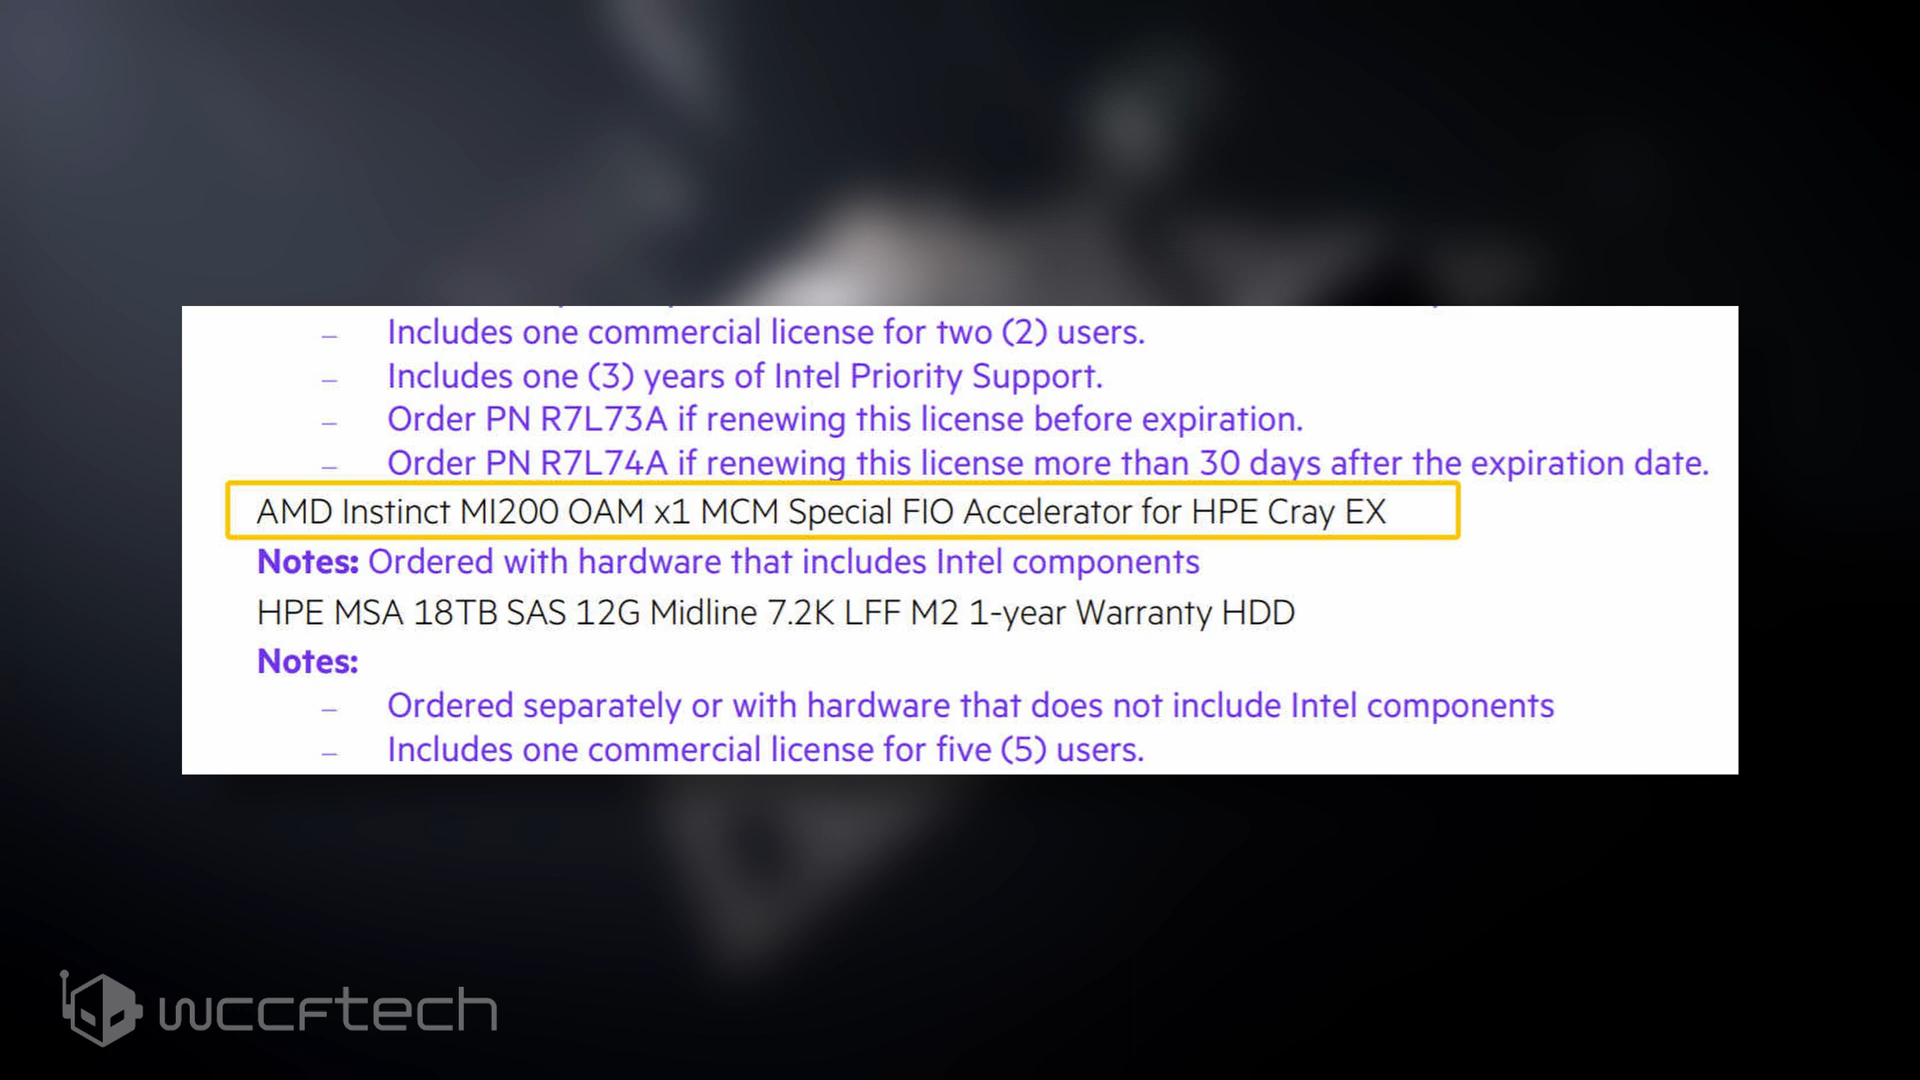 – Includes one commercial license for two (2) users.
– Includes one (3) years of Intel Priority Support.
– Order PN R7L73A if renewing this license before expiration.
– Order PN R7L74A if renewing this license more than 30 days after the expiration date.
AMD Instinct MI200 OAM x1 MCM Special FIO Accelerator for HPE Cray EX
Notes: Ordered with hardware that includes Intel components
HPE MSA 18TB SAS 12G Midline 7.2K LFF M2 1-year Warranty HDD
Notes:
– Ordered separately or with hardware that does not include Intel components
– Includes one commercial license for five (5) users.
wccftech